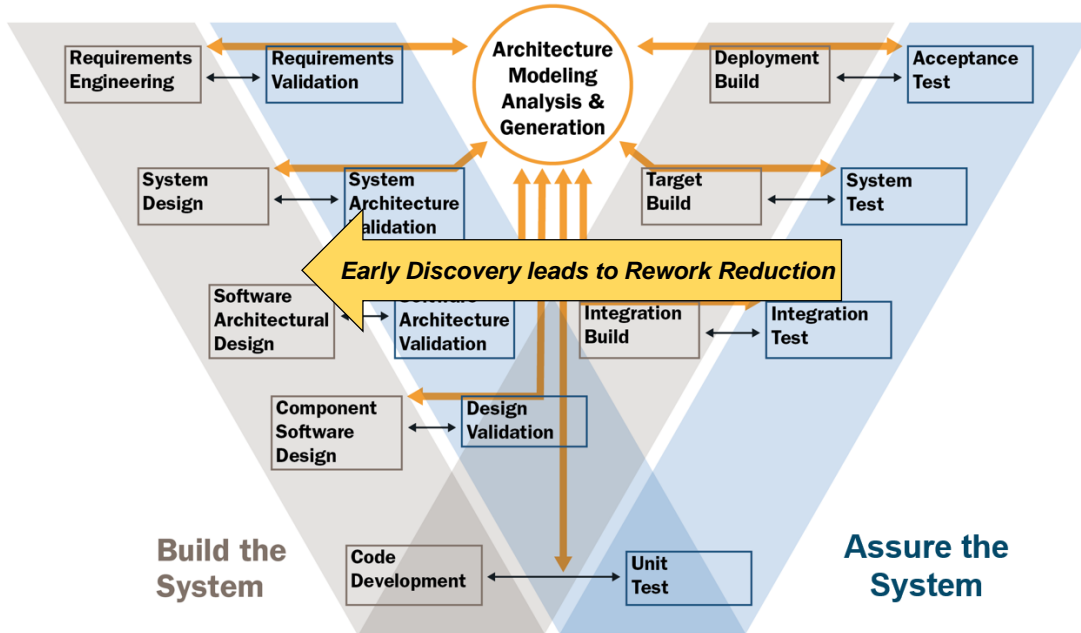 Requirements
Engineering
Requirements
Validation
Architecture
Modeling
Analysis &
Generation
Deployment
Build
Acceptance
Test
System
Design
System
Architecture
Validation
Target
Build
System
Test
Early Discovery leads to Rework Reduction
Software
Architectural
Design
Software
Architecture
Validation
Integration
Build
Integration
Test
Component
Software
Design
Design
Validation
Build the
System
Code
Development
Unit
Test
Assure the
System